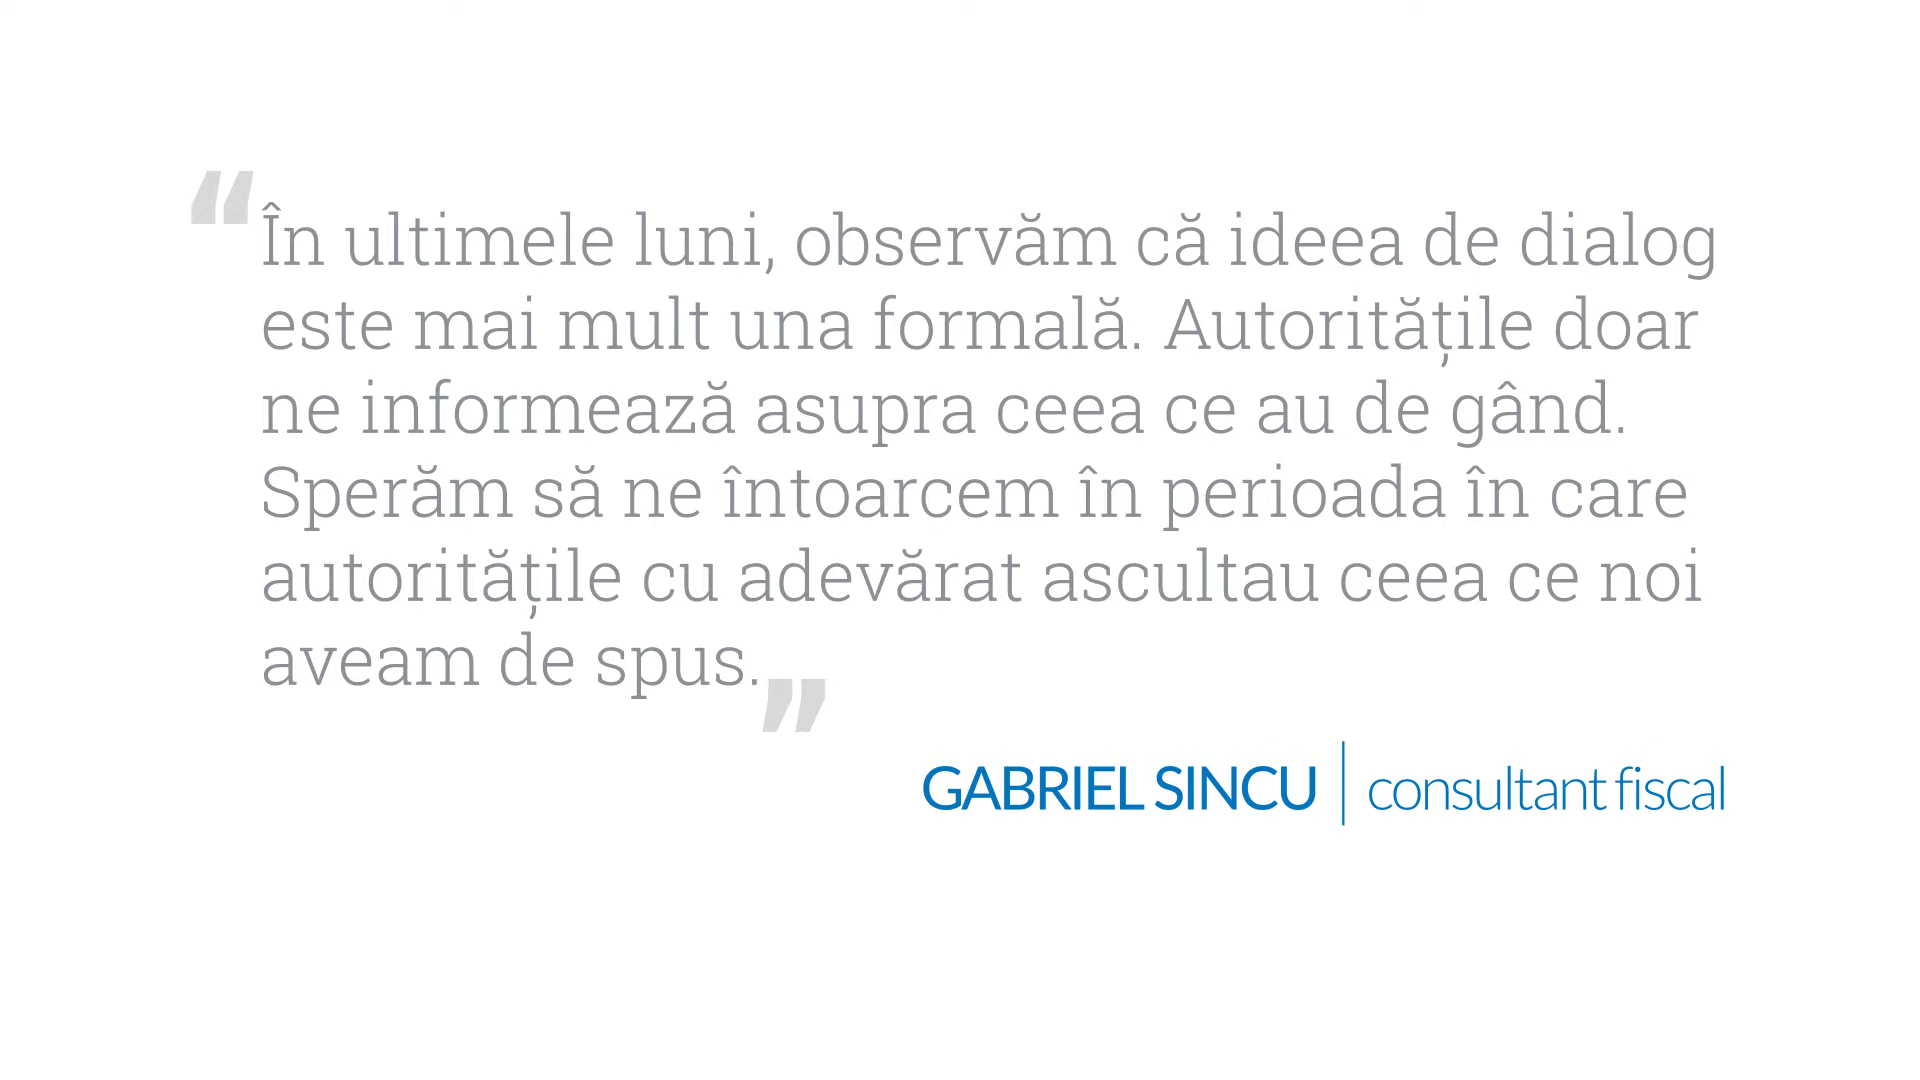 “În ultimele luni, observăm că ideea de dialog
este mai mult una formală. Autoritățile doar
ne informează asupra ceea ce au de gând.
Sperăm să ne întoarcem în perioada în care
autoritățile cu adevărat ascultau ceea ce noi
aveam de spus.”
GABRIEL SINCU | consultant fiscal